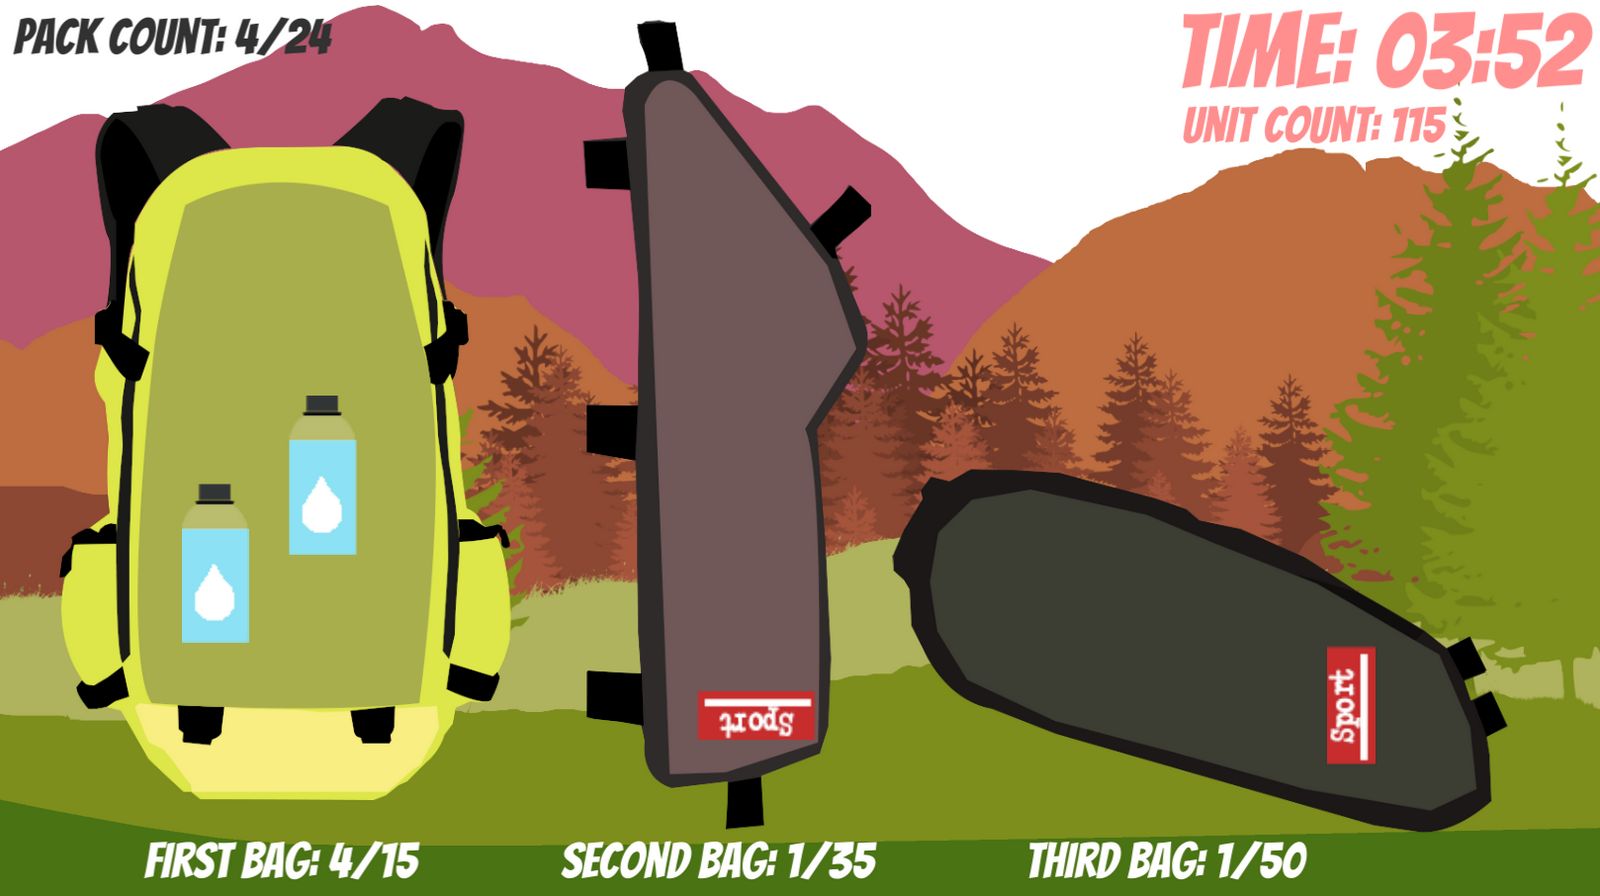 PACK COUNT: 4/24
TIME: 03:52
UNIT COUNT: 115
Sport
Sport
FIRST BAG: 4/15
SECOND BAG: 1/35
THIRD BAG: 1/50